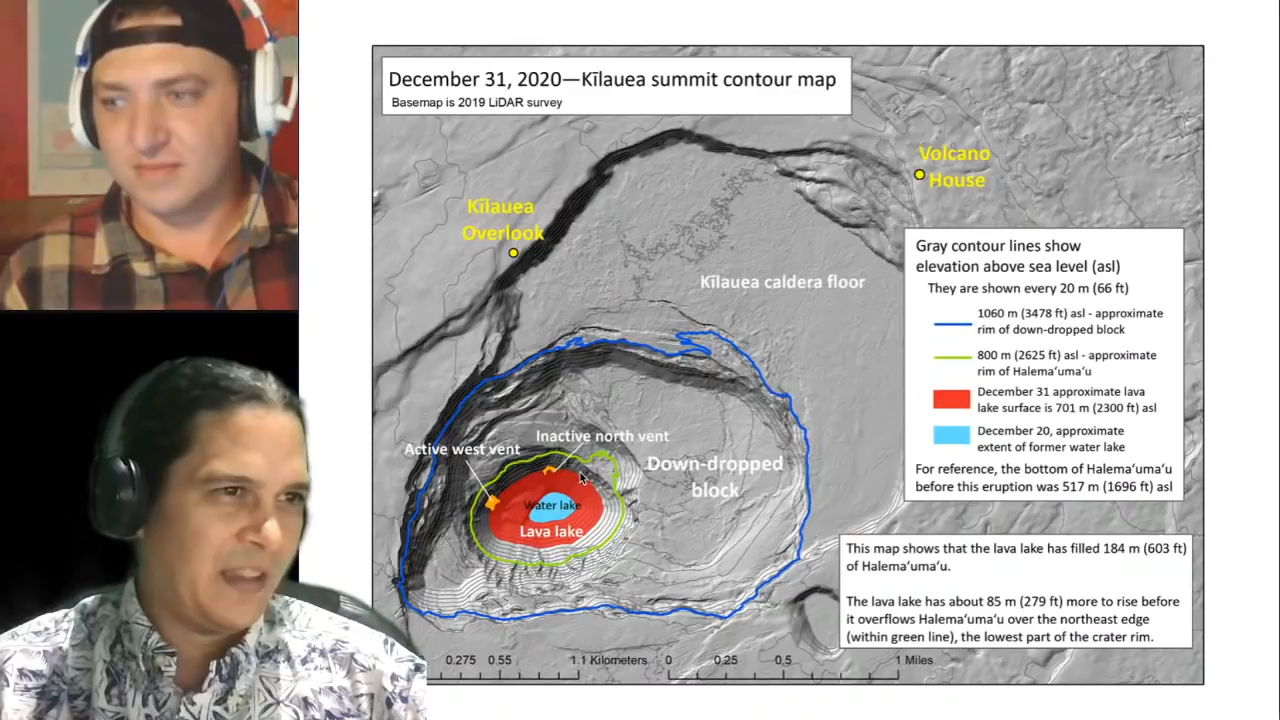 December 31, 2020—Kīlauea summit contour map
Basemap is 2019 LiDAR survey
Volcano
House
Kīlauea
Overlook
Kīlauea caldera floor
Gray contour lines show
elevation above sea level (asl)
They are shown every 20 m (66 ft)
1060 m (3478 ft) asl - approximate
rim of down-dropped block
800 m (2625 ft) asl - approximate
rim of Halemaʻumaʻu
December 31 approximate lava
lake surface is 701 m (2300 ft) asl
December 20, approximate
extent of former water lake
For reference, the bottom of Halemaʻumaʻu
before this eruption was 517 m (1696 ft) asl
Inactive north vent
Active west vent
Down-dropped
block
Water lake
Lava lake
This map shows that the lava lake has filled 184 m (603 ft)
of Halemaʻumaʻu.
The lava lake has about 85 m (279 ft) more to rise before
it overflows Halemaʻumaʻu over the northeast edge
(within green line), the lowest part of the crater rim.
0.275 0.55 1.1 Kilometers 0 0.25 0.5 1 Miles